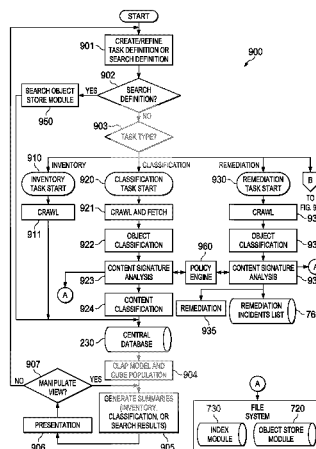 START
901
CREATE/REFINE
TASK DEFINITION OR
SEARCH DEFINITION
900
902
SEARCH
DEFINITION?
YES
SEARCH OBJECT
STORE MODULE
950
NO
903
TASK TYPE?
910
INVENTORY
CLASSIFICATION
REMEDIATION
INVENTORY
TASK START
920
CLASSIFICATION
TASK START
930
REMEDIATION
TASK START
B
TO
CRAWL
911
921
CRAWL AND FETCH
CRAWL
922
OBJECT
CLASSIFICATION
OBJECT
CLASSIFICATION
960
923
CONTENT SIGNATURE
ANALYSIS
POLICY
ENGINE
CONTENT SIGNATURE
ANALYSIS
A
924
CONTENT
CLASSIFICATION
REMEDIATION
935
REMEDIATION
INCIDENTS
LIST
230
CENTRAL
DATABASE
907
NO
MANIPULATE
VIEW?
YES
904
CUBE POPULATION
A
PRESENTATION
906
GENERATE SUMMARIES
(INVENTORY,
CLASSIFICATION,
OR SEARCH RESULTS)
905
FILE
SYSTEM
730
720
INDEX
MODULE
OBJECT STORE
MODULE